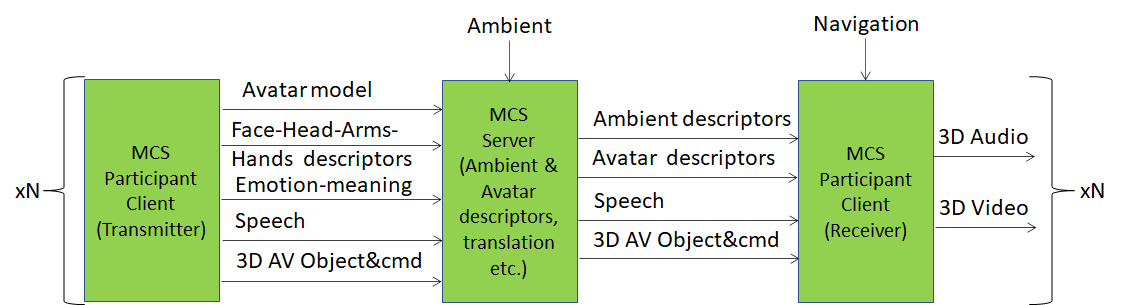 Ambient
Navigation
xN
MCS
Participant
Client
(Transmitter)
Avatar model
Face-Head-Arms-
Hands descriptors
Emotion-meaning
Speech
3D AV Object&cmd
MCS
Server
(Ambient &
Avatar
descriptors,
translation
etc.)
Ambient descriptors
Avatar descriptors
Speech
3D AV Object&cmd
MCS
Participant
Client
(Receiver)
3D Audio
3D Video
xN